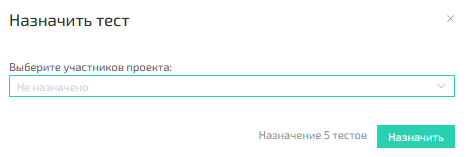 Назначить тест
Выберите участников проекта:
Не назначено
Назначение 5 тестов
Назначить